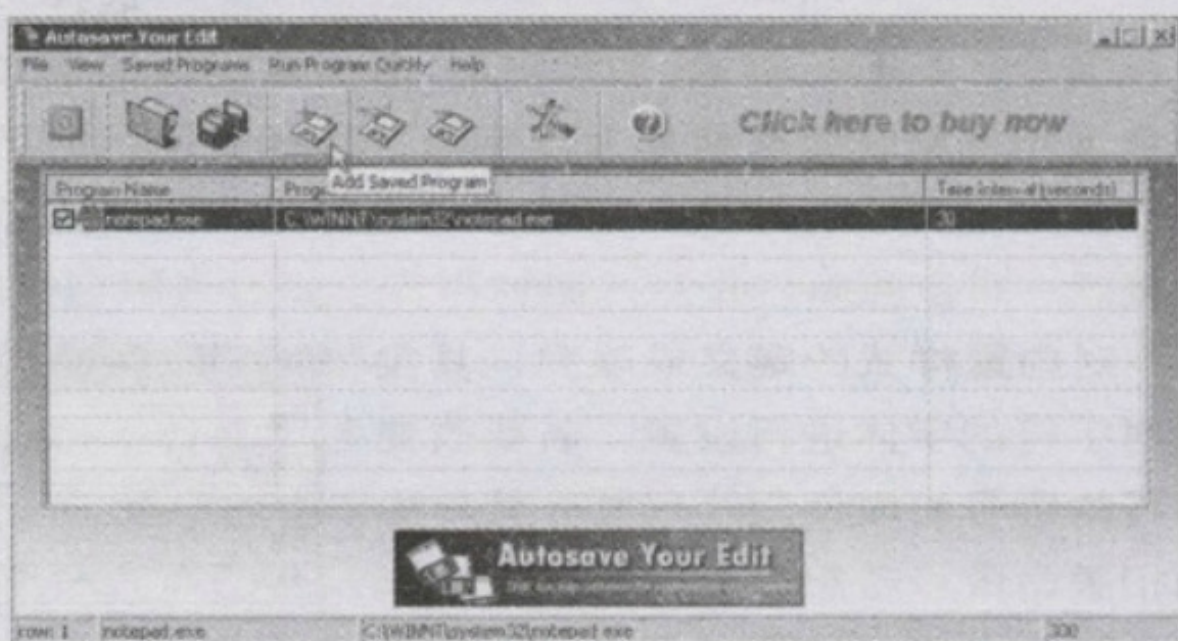 Autosave Your Edit
File View Saved Programs Run Program Quickly Help
Click here to buy now
Add Saved Program
Program Name Time Interval (seconds)
notepad.exe C:\WINNT\system32\notepad.exe 30
Autosave Your Edit
row: 1 notepad.exe C:\WINNT\system32\notepad.exe 300